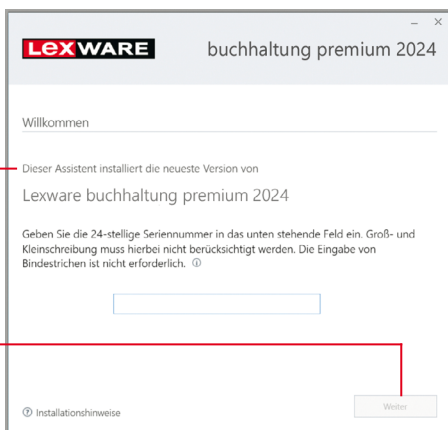 LEXWARE
buchhaltung premium 2024
Willkommen
Dieser Assistent installiert die neueste Version von
Lexware buchhaltung premium 2024
Geben Sie die 24-stellige Seriennummer in das unten stehende Feld ein. Groß- und
Kleinschreibung muss hierbei nicht berücksichtigt werden. Die Eingabe von
Bindestrichen ist nicht erforderlich.
Installationshinweise
Weiter